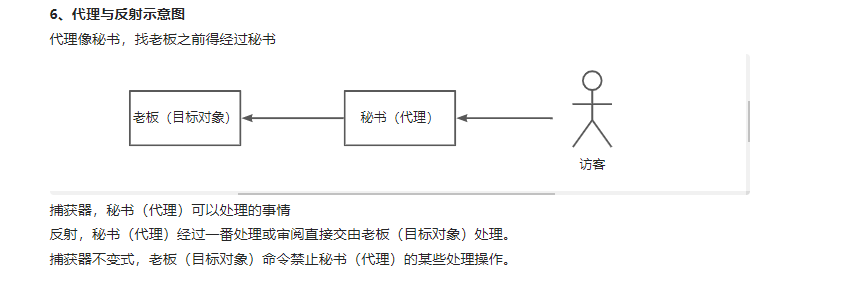 6、代理与反射示意图
代理像秘书，找老板之前得经过秘书
老板（目标对象）
秘书（代理）
访客
捕获器，秘书（代理）可以处理的事情
反射，秘书（代理）经过一番处理或审阅直接交由老板（目标对象）处理。
捕获器不变式，老板（目标对象）命令禁止秘书（代理）的某些处理操作。